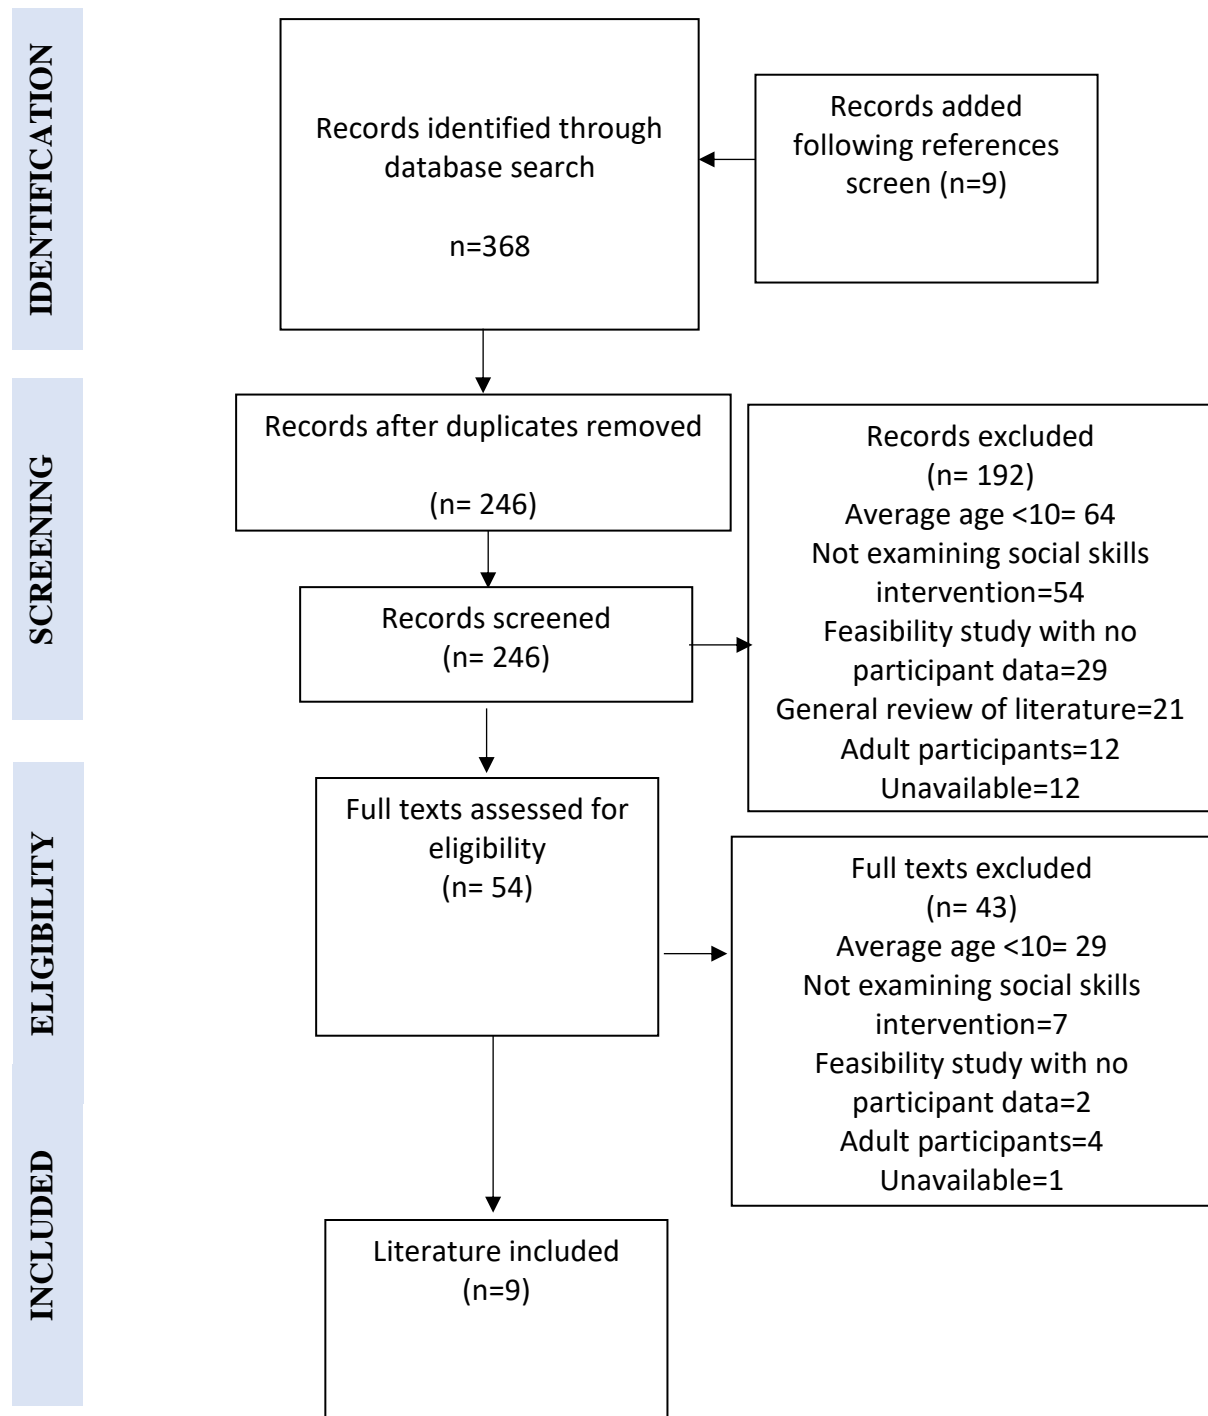 IDENTIFICATION
Records identified through
database search
n=368
Records added
following references
screen (n=9)
SCREENING
Records after duplicates removed
(n= 246)
Records screened
(n= 246)
Records excluded
(n= 192)
Average age <10= 64
Not examining social skills
intervention=54
Feasibility study with no
participant data=29
General review of literature=21
Adult participants=12
Unavailable=12
ELIGIBILITY
Full texts assessed for
eligibility
(n= 54)
Full texts excluded
(n= 43)
Average age <10= 29
Not examining social skills
intervention=7
Feasibility study with no
participant data=2
Adult participants=4
Unavailable=1
INCLUDED
Literature included
(n=9)